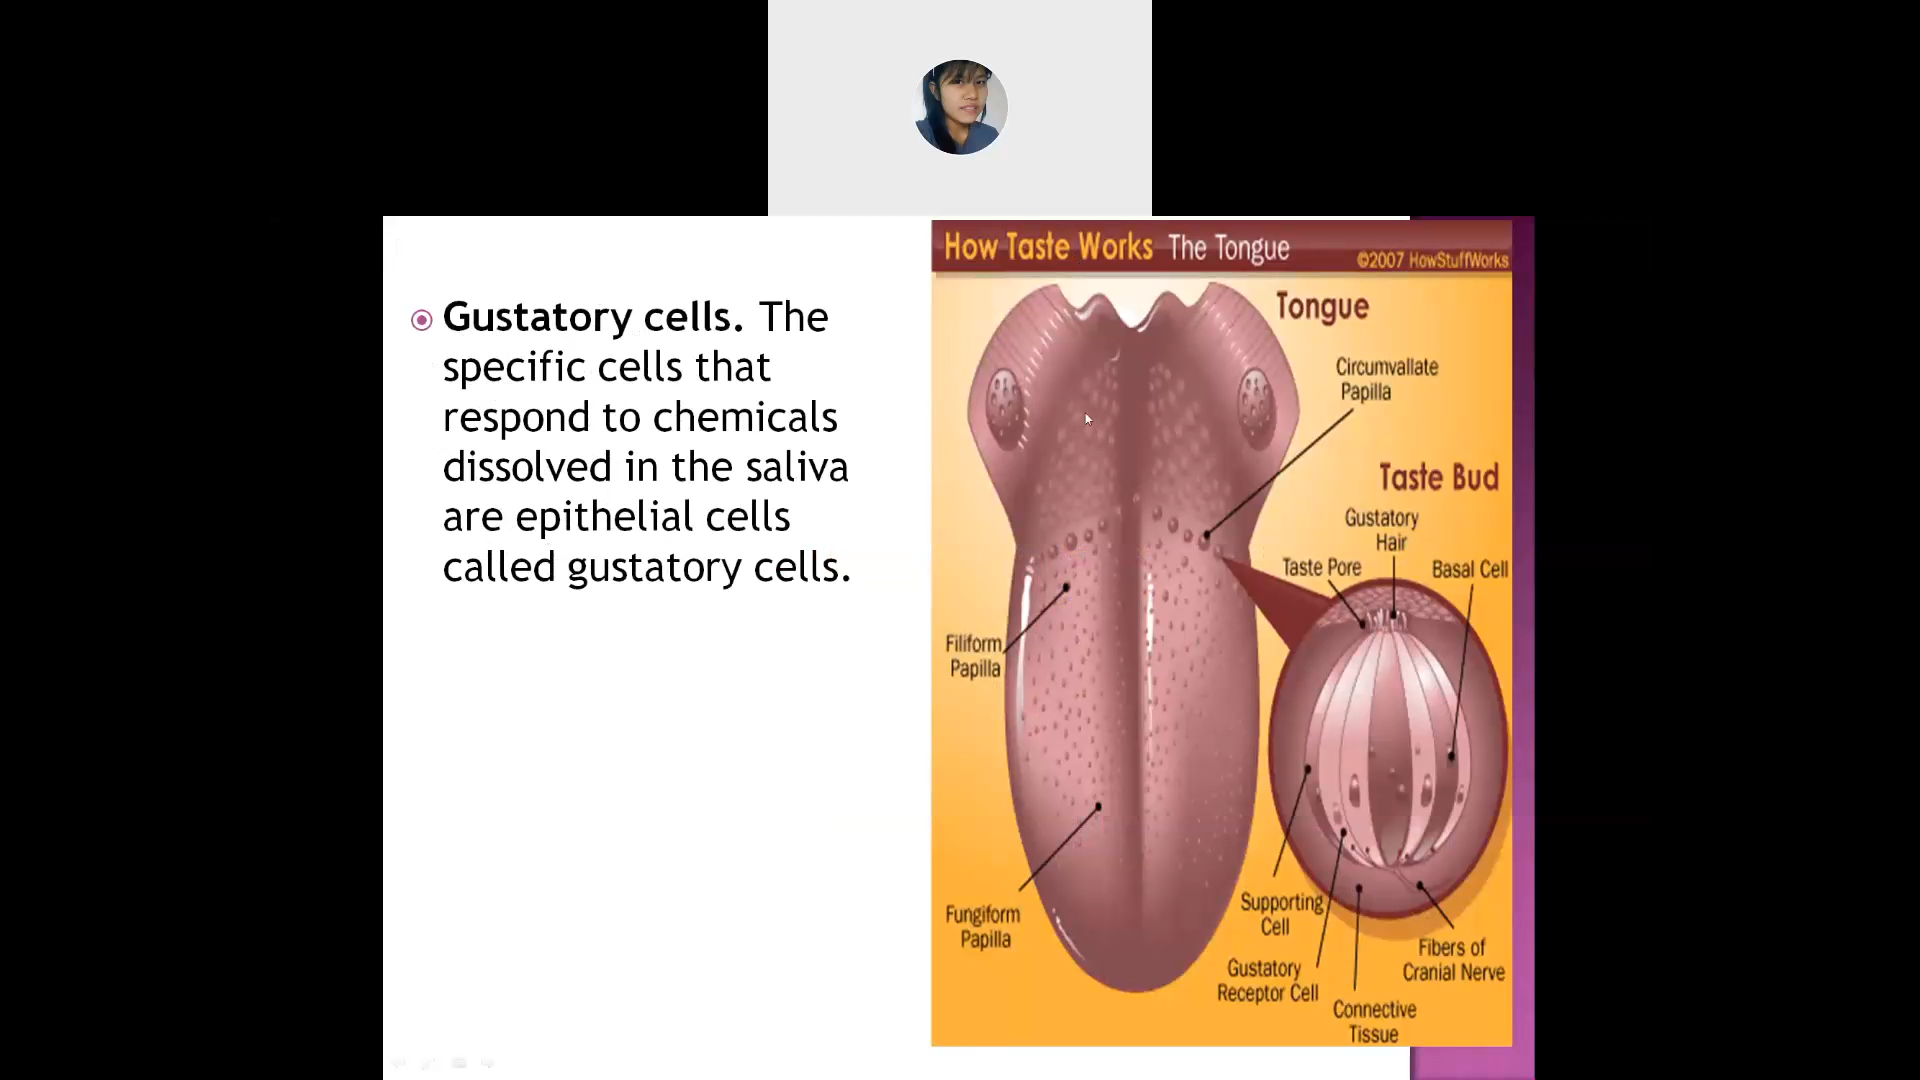 Gustatory cells. The
specific cells that
respond to chemicals
dissolved in the saliva
are epithelial cells
called gustatory cells.
How Taste Works The Tongue
©2007 HowStuffWorks
Tongue
Circumvallate
Papilla
Taste Bud
Gustatory
Hair
Taste Pore
Basal Cell
Filiform
Papilla
Fungiform
Papilla
Supporting
Cell
Gustatory
Receptor Cell
Connective
Tissue
Fibers of
Cranial Nerve